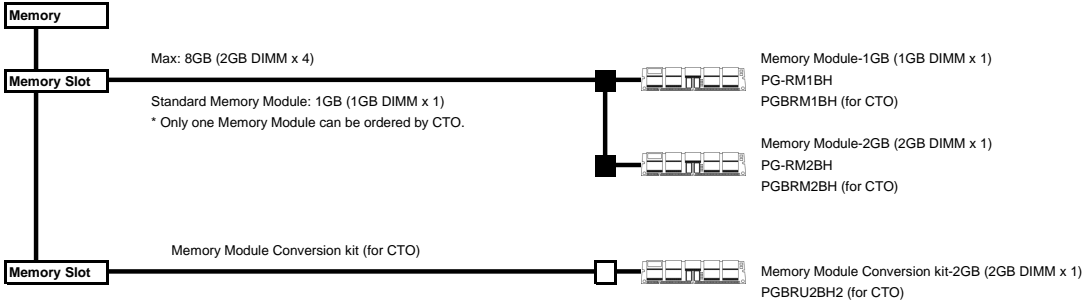 Memory
Max: 8GB (2GB DIMM x 4)
Memory Slot
Standard Memory Module: 1GB (1GB DIMM x 1)
* Only one Memory Module can be ordered by CTO.
Memory Module-1GB (1GB DIMM x 1)
PG-RM1BH
PGBRM1BH (for CTO)
Memory Module-2GB (2GB DIMM x 1)
PG-RM2BH
PGBRM2BH (for CTO)
Memory Module Conversion kit (for CTO)
Memory Slot
Memory Module Conversion kit-2GB (2GB DIMM x 1)
PGBRU2BH2 (for CTO)